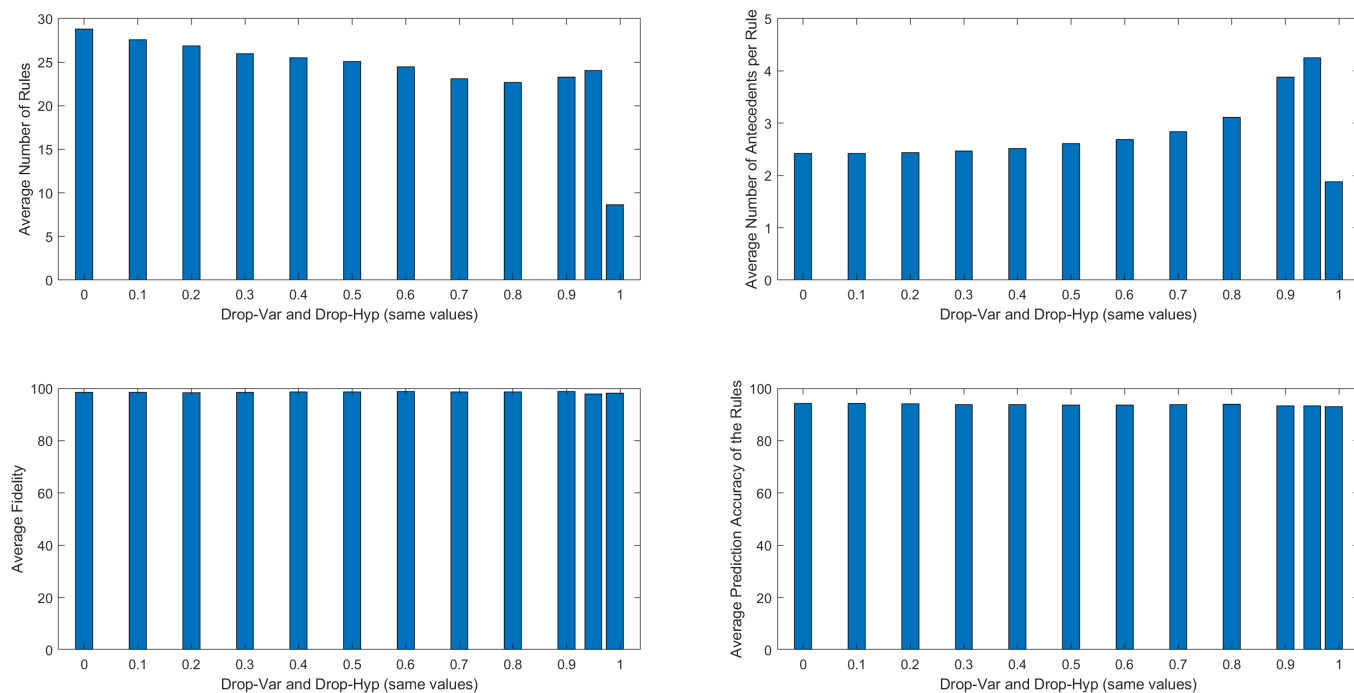 Average Number of Rules
30
25
20
15
10
5
0
0 0.1 0.2 0.3 0.4 0.5 0.6 0.7 0.8 0.9 1
Drop-Var and Drop-Hyp (same values)
Average Number of Antecedents per Rule
5
4
3
2
1
0
0 0.1 0.2 0.3 0.4 0.5 0.6 0.7 0.8 0.9 1
Drop-Var and Drop-Hyp (same values)
Average Fidelity
100
80
60
40
20
0
0 0.1 0.2 0.3 0.4 0.5 0.6 0.7 0.8 0.9 1
Drop-Var and Drop-Hyp (same values)
Average Prediction Accuracy of the Rules
100
80
60
40
20
0
0 0.1 0.2 0.3 0.4 0.5 0.6 0.7 0.8 0.9 1
Drop-Var and Drop-Hyp (same values)